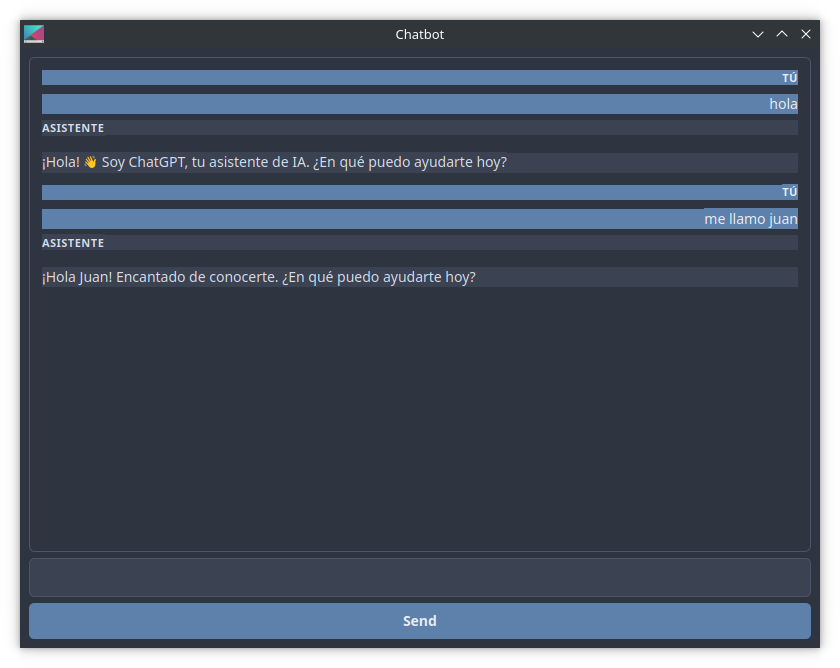 Chatbot
TÚ
hola
ASISTENTE
¡Hola! 👋 Soy ChatGPT, tu asistente de IA. ¿En qué puedo ayudarte hoy?
TÚ
me llamo juan
ASISTENTE
¡Hola Juan! Encantado de conocerte. ¿En qué puedo ayudarte hoy?
Send